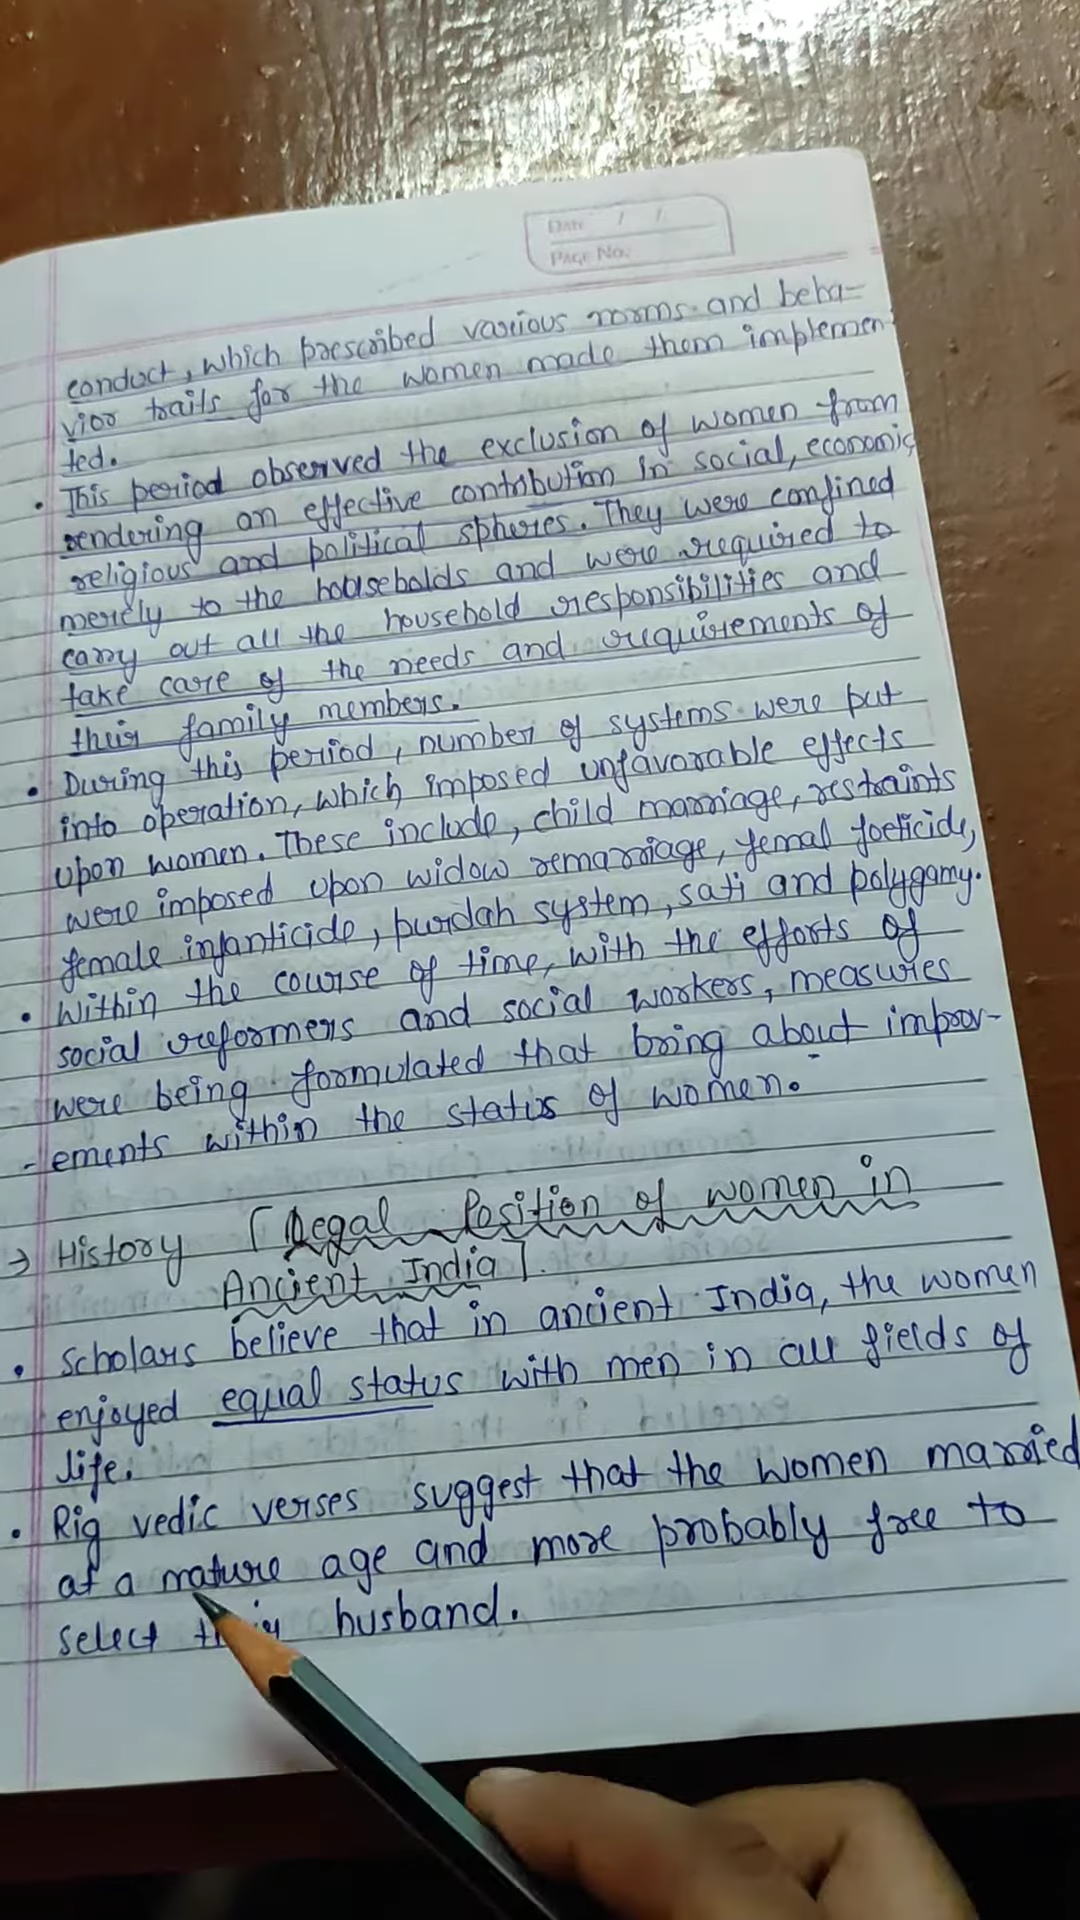 Date / /
PAGE No.
conduct, which prescribed various norms and beha-
vior trails for the women made them implemen-
ted.
• This period observed the exclusion of women from
rendering an effective contribution in social, economic,
religious and political spheres. They were confined
merely to the households and were required to
carry out all the household responsibilities and
take care of the needs and requirements of
their family members.
• During this period, number of systems were put
into operation, which imposed unfavorable effects
upon women. These include, child marriage, restraints
were imposed upon widow remarriage, femal foeticide,
female infanticide, purdah system, sati and polygamy.
• Within the course of time, with the efforts of
social reformers and social workers, measures
were being formulated that bring about improv-
-ements within the status of women.
→ History [Legal Position of women in
Ancient India].
• Scholars believe that in ancient India, the women
enjoyed equal status with men in all fields of
life.
• Rig vedic verses suggest that the women married
at a mature age and more probably free to
select their husband.